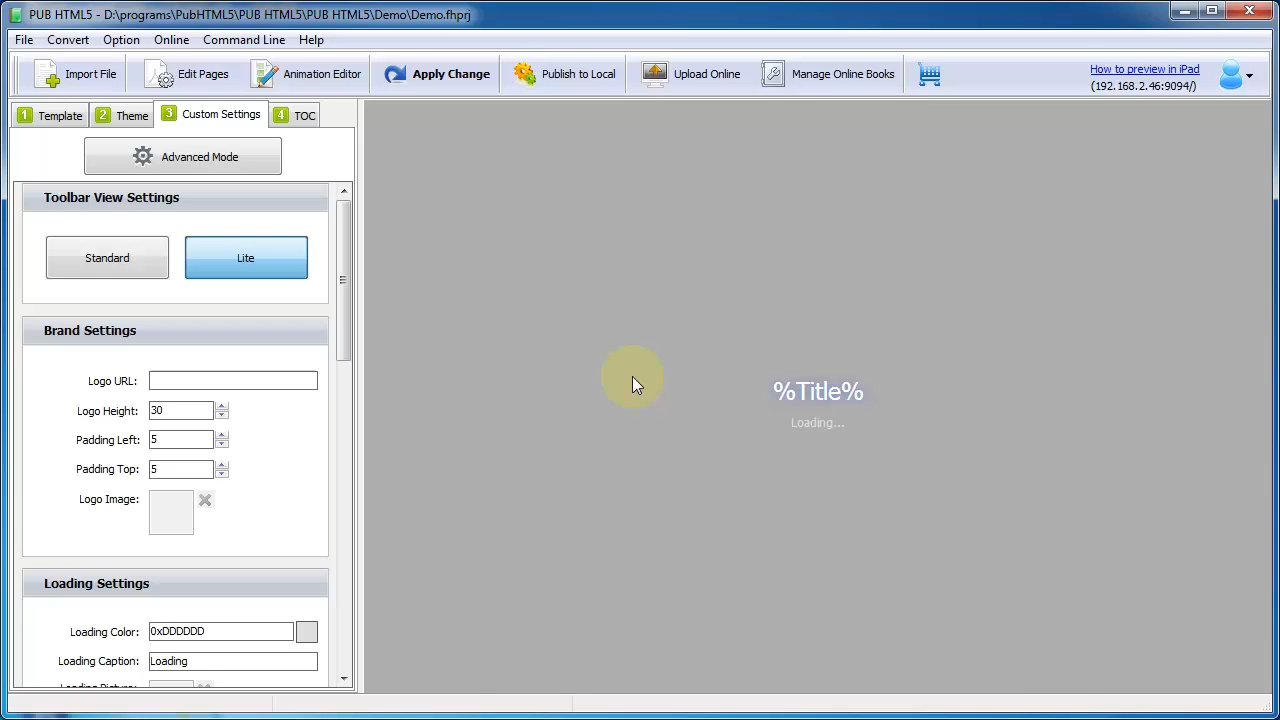 PUB HTML5 - D:\programs\PubHTML5\PUB HTML5\PUB HTML5\Demo\Demo.fhprj
File Convert Option Online Command Line Help
Import File Edit Pages Animation Editor Apply Change Publish to Local Upload Online Manage Online Books
How to preview in iPad
(192.168.2.46:9094/)
1 Template 2 Theme 3 Custom Settings 4 TOC
Advanced Mode
Toolbar View Settings
Standard Lite
Brand Settings
Logo URL:
Logo Height: 30
Padding Left: 5
Padding Top: 5
Logo Image:
Loading Settings
Loading Color: 0xDDDDDD
Loading Caption: Loading
Loading Picture:
%Title%
Loading...